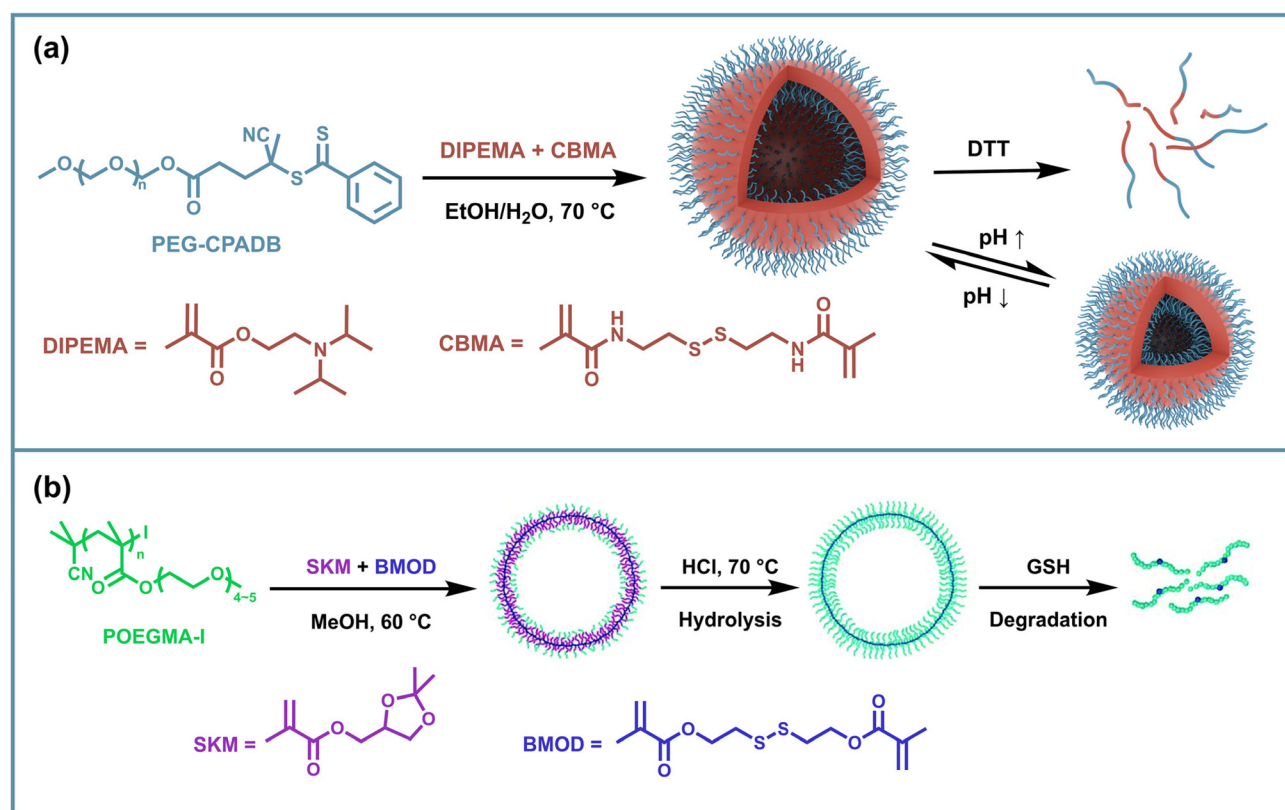 (a)
NC
S
O
O
n
O
O
S
PEG-CPADB
DIPEMA + CBMA
EtOH/H₂O, 70 °C
DTT
pH ↑
pH ↓
DIPEMA =
O
O
N
CBMA =
O
H
N
S–S
N
H
O
(b)
I
n
CN
O
O
O
4~5
POEGMA-I
SKM + BMOD
MeOH, 60 °C
HCl, 70 °C
Hydrolysis
GSH
Degradation
SKM =
O
O
O
O
BMOD =
O
O
S–S
O
O